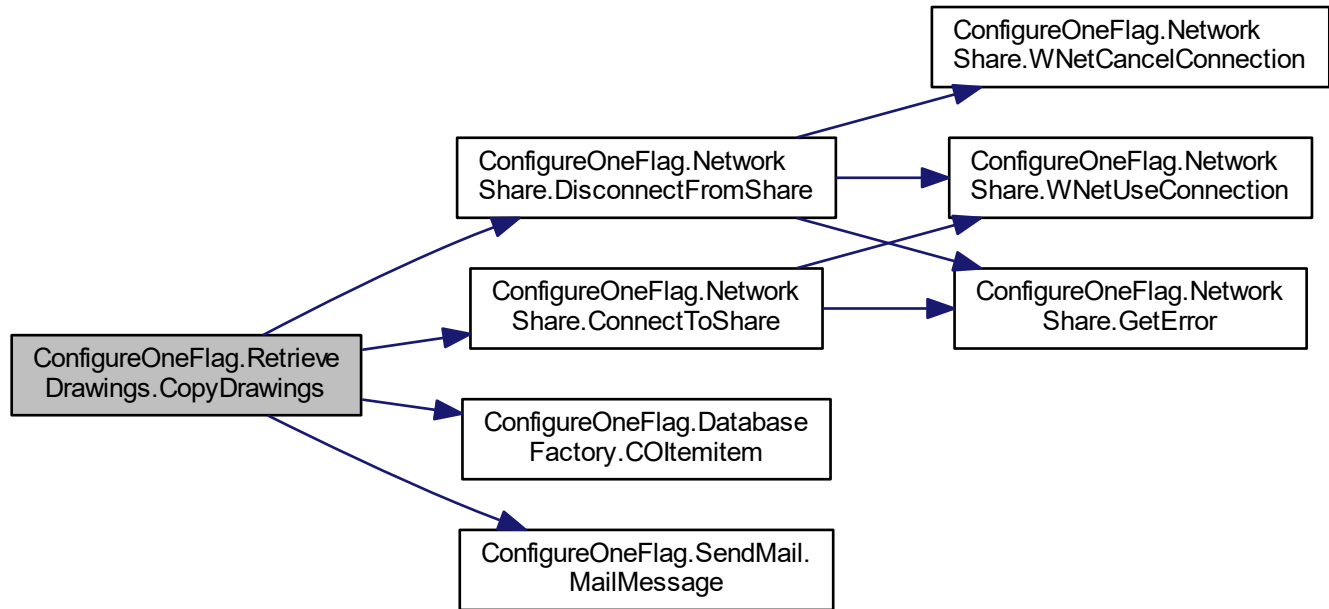 ConfigureOneFlag.Retrieve
Drawings.CopyDrawings
ConfigureOneFlag.Network
Share.DisconnectFromShare
ConfigureOneFlag.Network
Share.ConnectToShare
ConfigureOneFlag.Database
Factory.COItemitem
ConfigureOneFlag.SendMail.
MailMessage
ConfigureOneFlag.Network
Share.WNetCancelConnection
ConfigureOneFlag.Network
Share.WNetUseConnection
ConfigureOneFlag.Network
Share.GetError